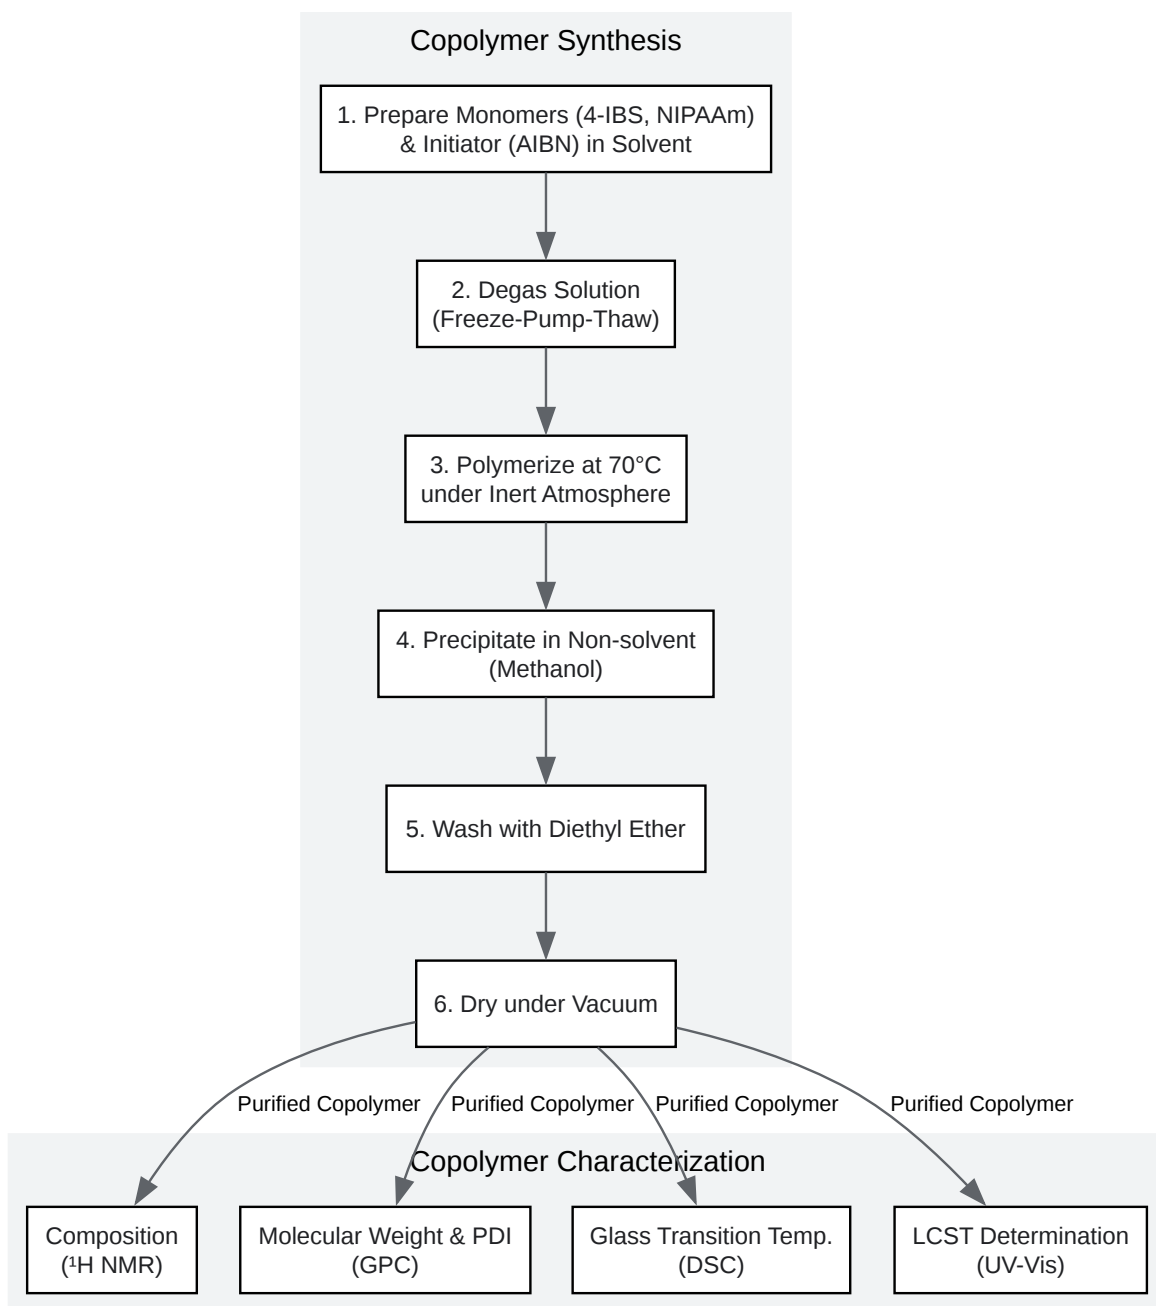 Copolymer Synthesis
1. Prepare Monomers (4-IBS, NIPAAm)
& Initiator (AIBN) in Solvent
2. Degas Solution
(Freeze-Pump-Thaw)
3. Polymerize at 70°C
under Inert Atmosphere
4. Precipitate in Non-solvent
(Methanol)
5. Wash with Diethyl Ether
6. Dry under Vacuum
Purified Copolymer
Purified Copolymer
Purified Copolymer
Purified Copolymer
Copolymer Characterization
Composition
(¹H NMR)
Molecular Weight & PDI
(GPC)
Glass Transition Temp.
(DSC)
LCST Determination
(UV-Vis)